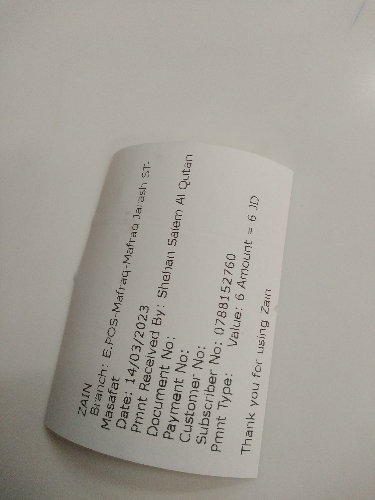 ZAIN
Branch: E.POS-Mafraq-Mafraq Jarash ST-
Masafat
Date: 14/03/2023
Pmnt Received By: Shehan Salem Al Qutan
Document No:
Payment No:
Customer No:
Subscriber No: 0788152760
Pmnt Type: Value: 6 Amount = 6 JD
Thank you for using Zain